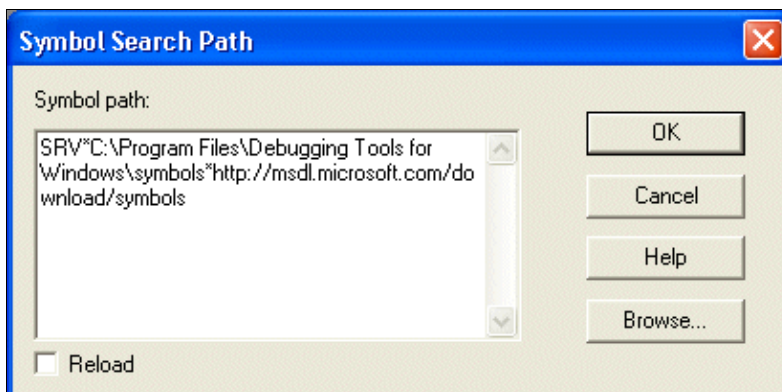 Symbol Search Path
Symbol path:
SRV*C:\Program Files\Debugging Tools for
Windows\symbols*http://msdl.microsoft.com/do
wnload/symbols
OK
Cancel
Help
Browse...
Reload